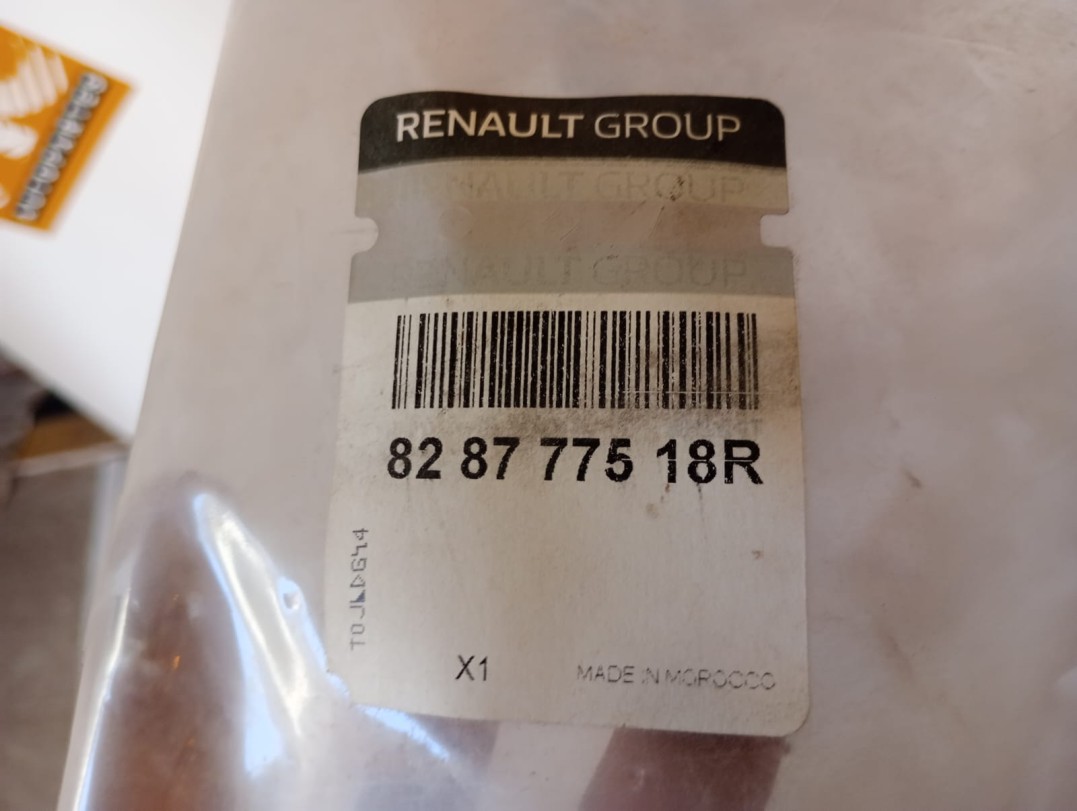 RENAULT GROUP
RENAULT GROUP
RENAULT GROUP
82 87 775 18R
X1
MADE IN MOROCCO